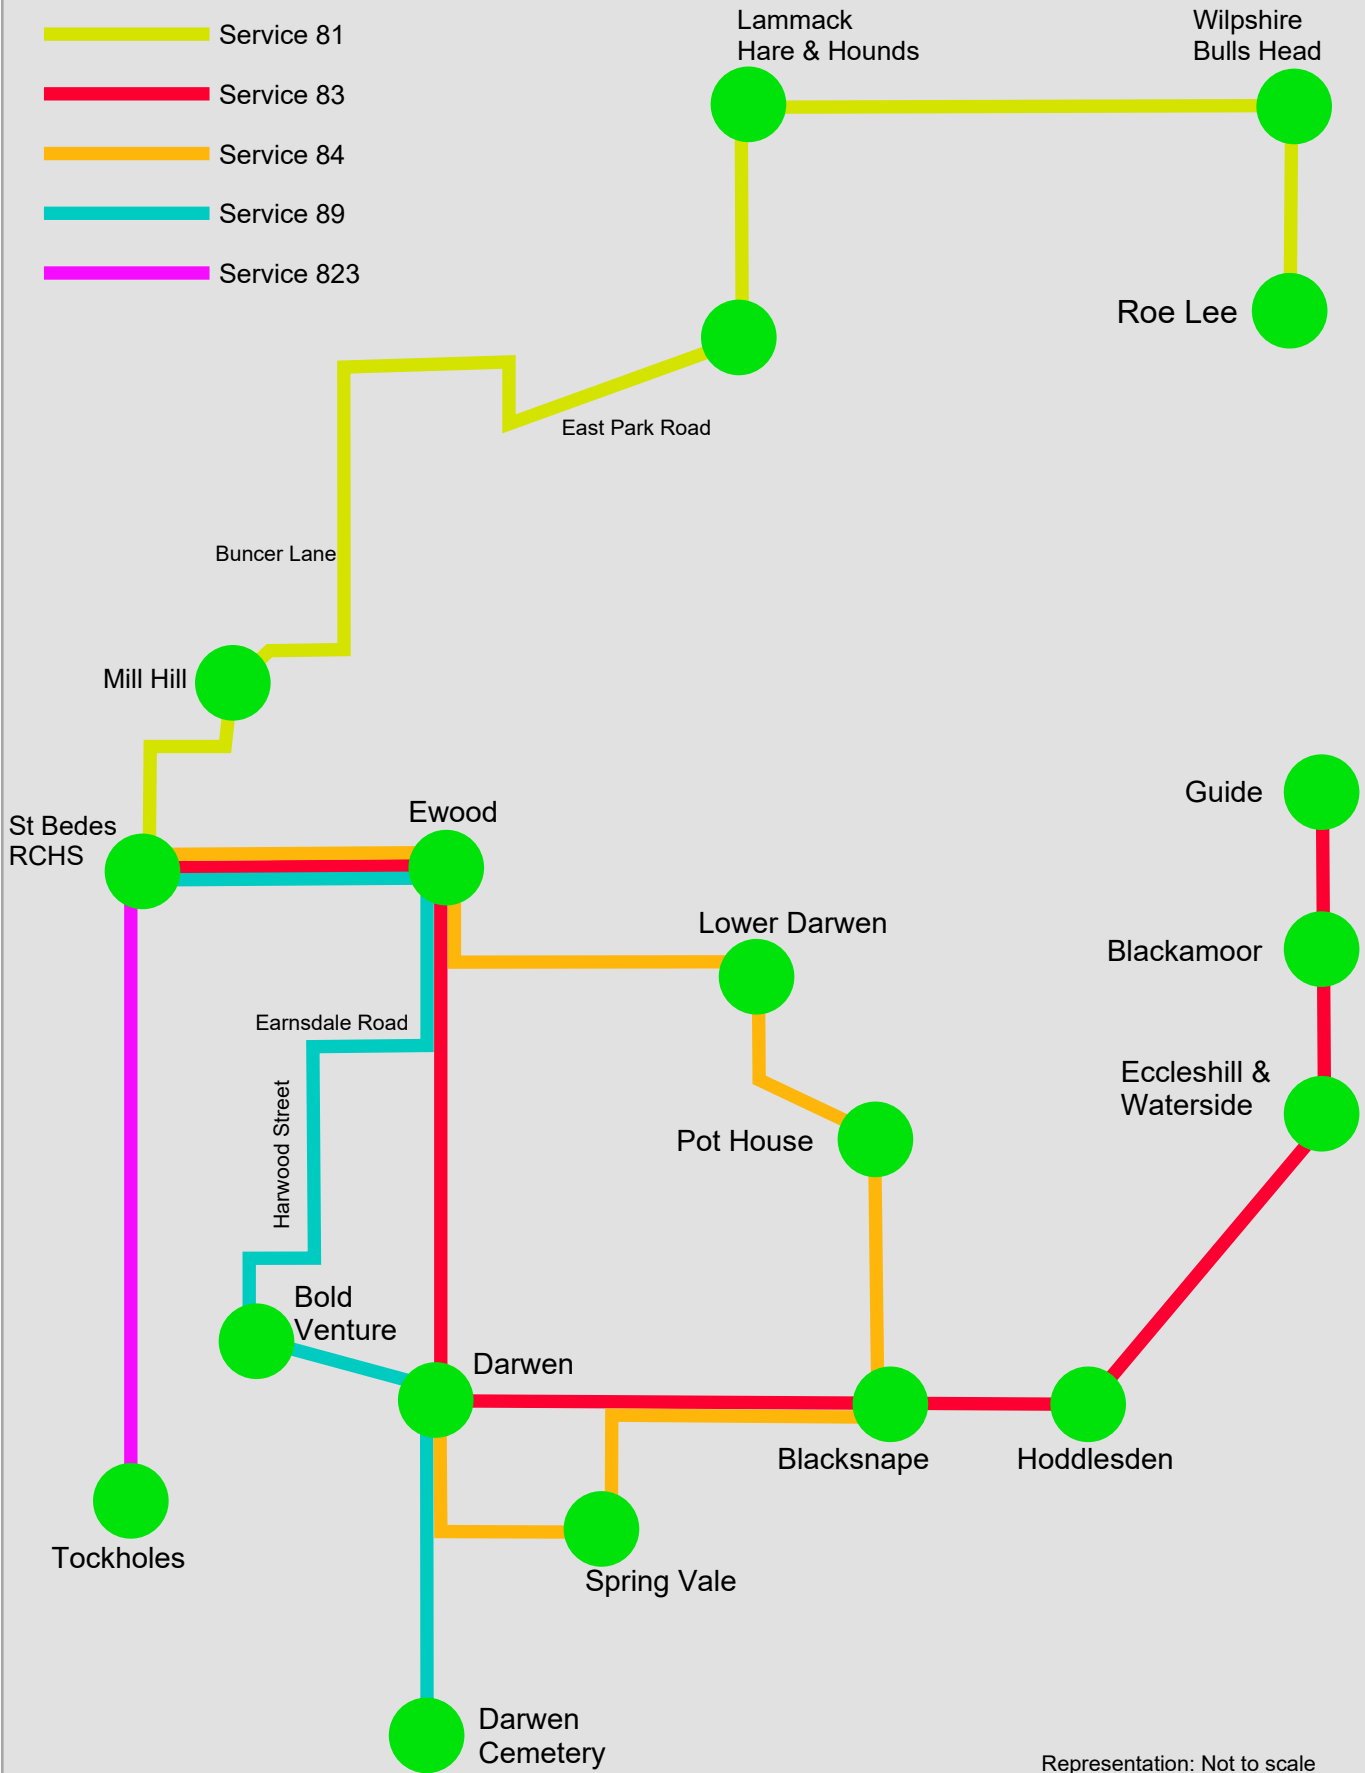 Service 81
Service 83
Service 84
Service 89
Service 823
Lammack
Hare & Hounds
Wilpshire
Bulls Head
Roe Lee
East Park Road
Buncer Lane
Mill Hill
St Bedes
RCHS
Ewood
Guide
Lower Darwen
Blackamoor
Earnsdale Road
Harwood Street
Eccleshill &
Waterside
Pot House
Bold
Venture
Darwen
Blacksnape
Hoddlesden
Tockholes
Spring Vale
Darwen
Cemetery
Representation: Not to scale